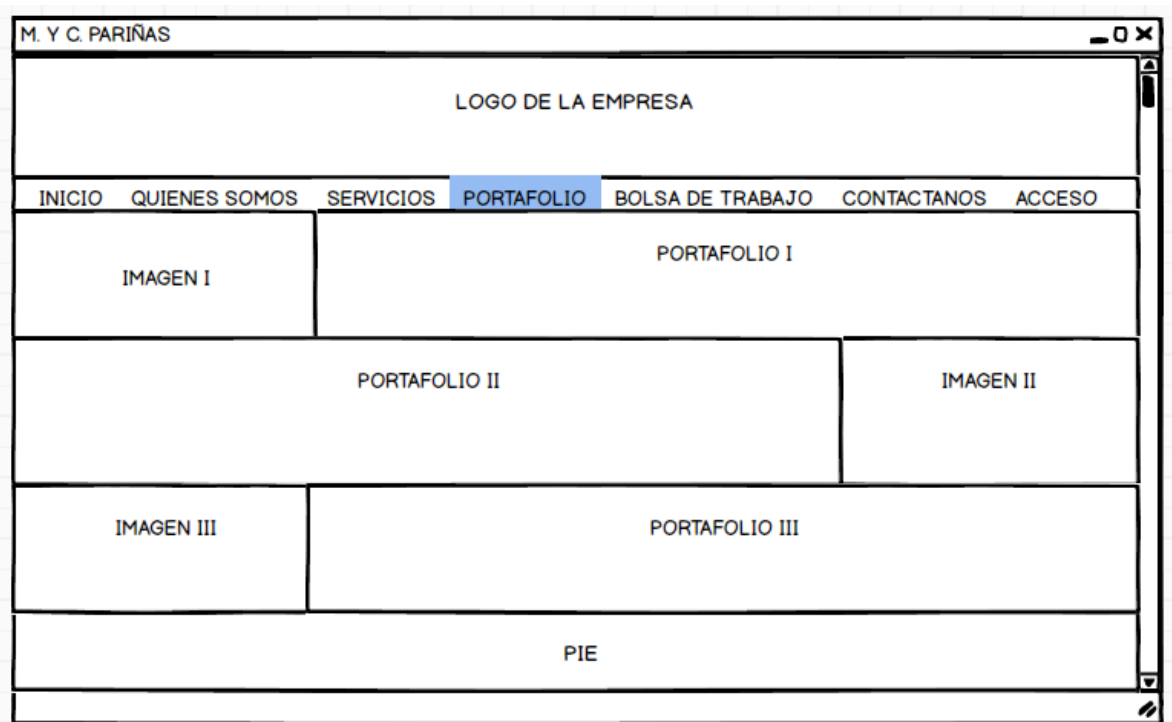 M. Y C. PARIÑAS
LOGO DE LA EMPRESA
INICIO QUIENES SOMOS SERVICIOS PORTAFOLIO BOLSA DE TRABAJO CONTACTANOS ACCESO
IMAGEN I
PORTAFOLIO I
PORTAFOLIO II
IMAGEN II
IMAGEN III
PORTAFOLIO III
PIE